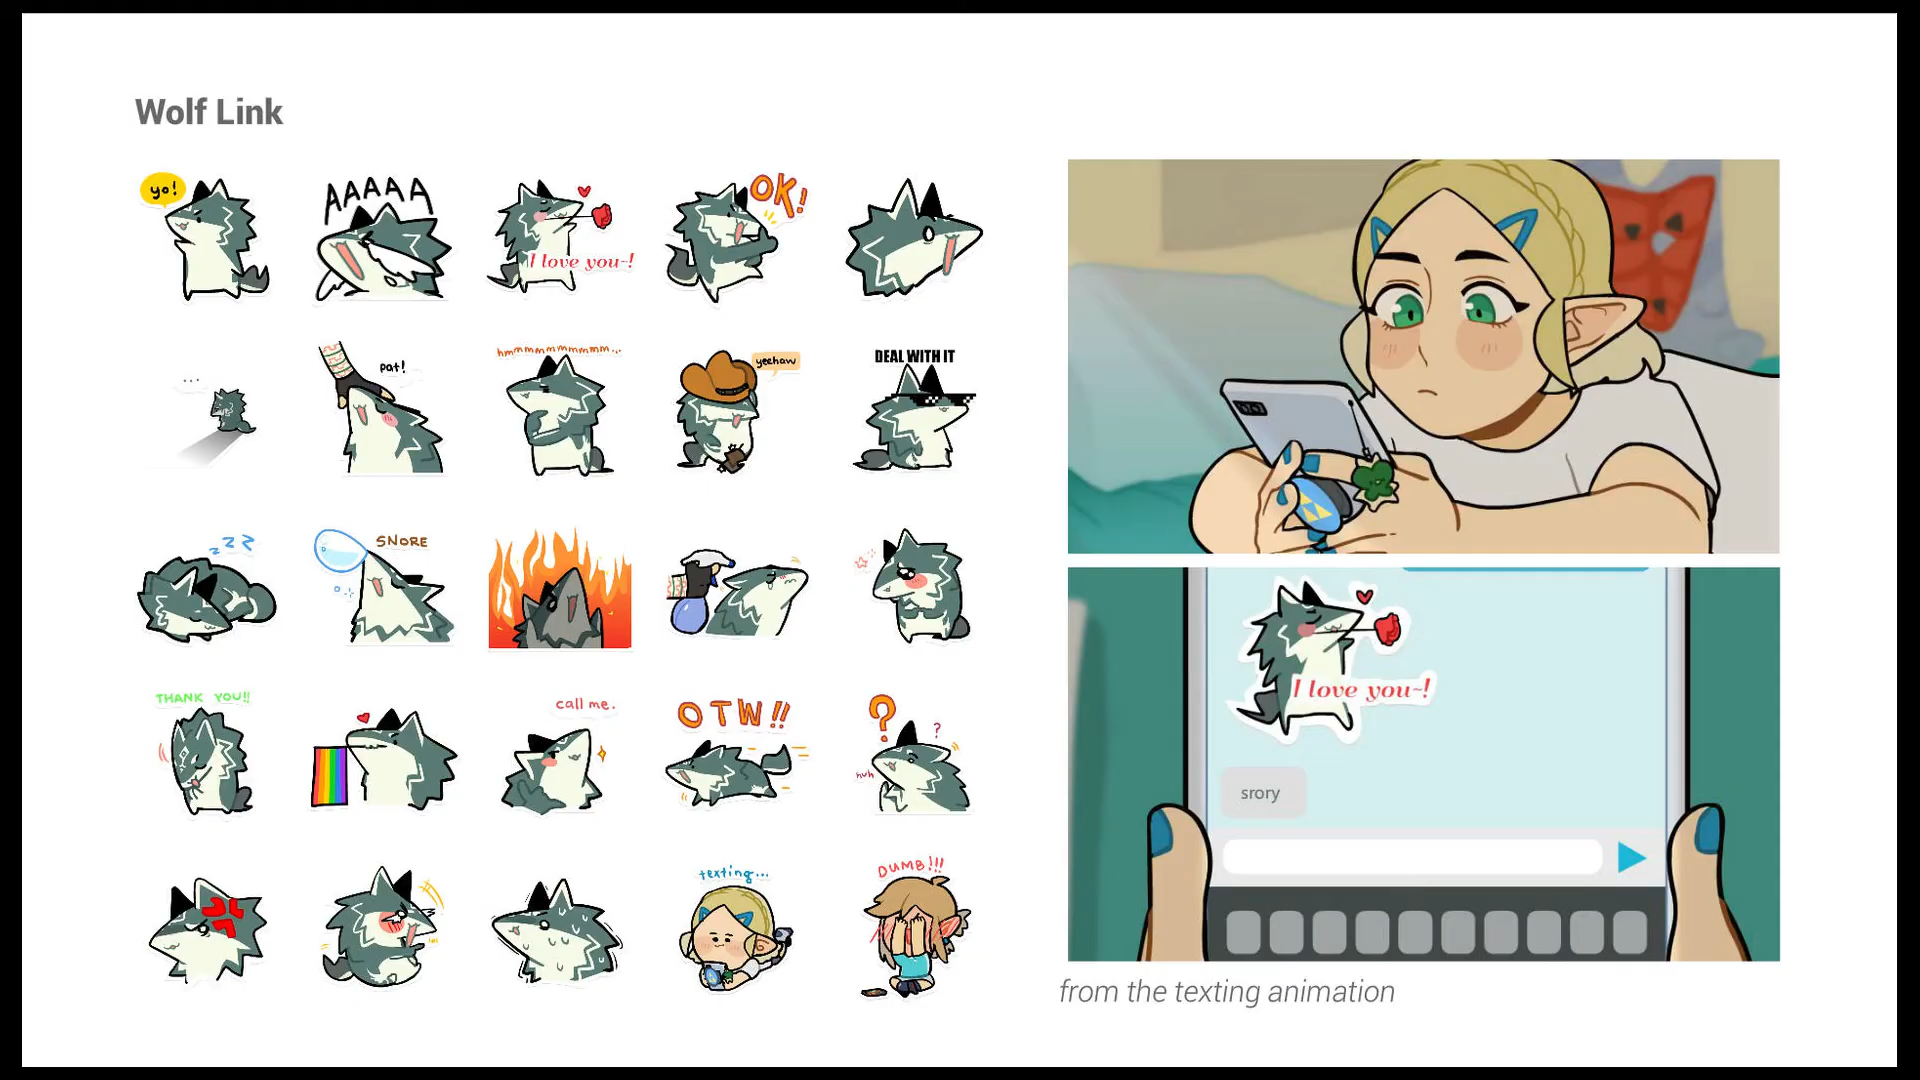 Wolf Link
yo!
AAAAA
I love you~!
OK!
...
pat!
hmmmmmmmmmm...
yeehaw
DEAL WITH IT
zzz
SNORE
THANK YOU!!
call me.
OTW!!
?
?
huh
texting...
DUMB!!!
I love you~!
srory
from the texting animation